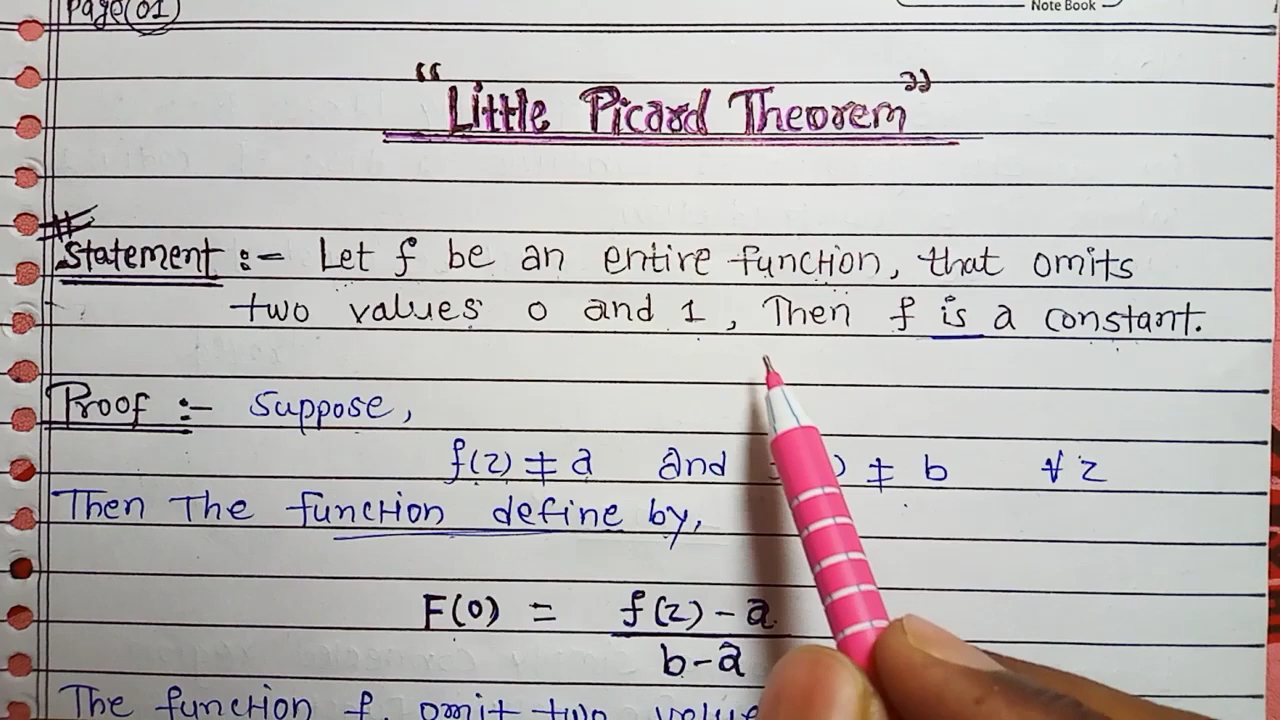 Page (01)
Note Book
"Little Picard Theorem"
Statement :- Let f be an entire function, that omits
two values 0 and 1, Then f is a constant.
Proof :- Suppose,
f(z) ≠ a and ) ≠ b ∀ z
Then The function define by,
F(0) = f(z) - a
b - a
The function f, omit two value